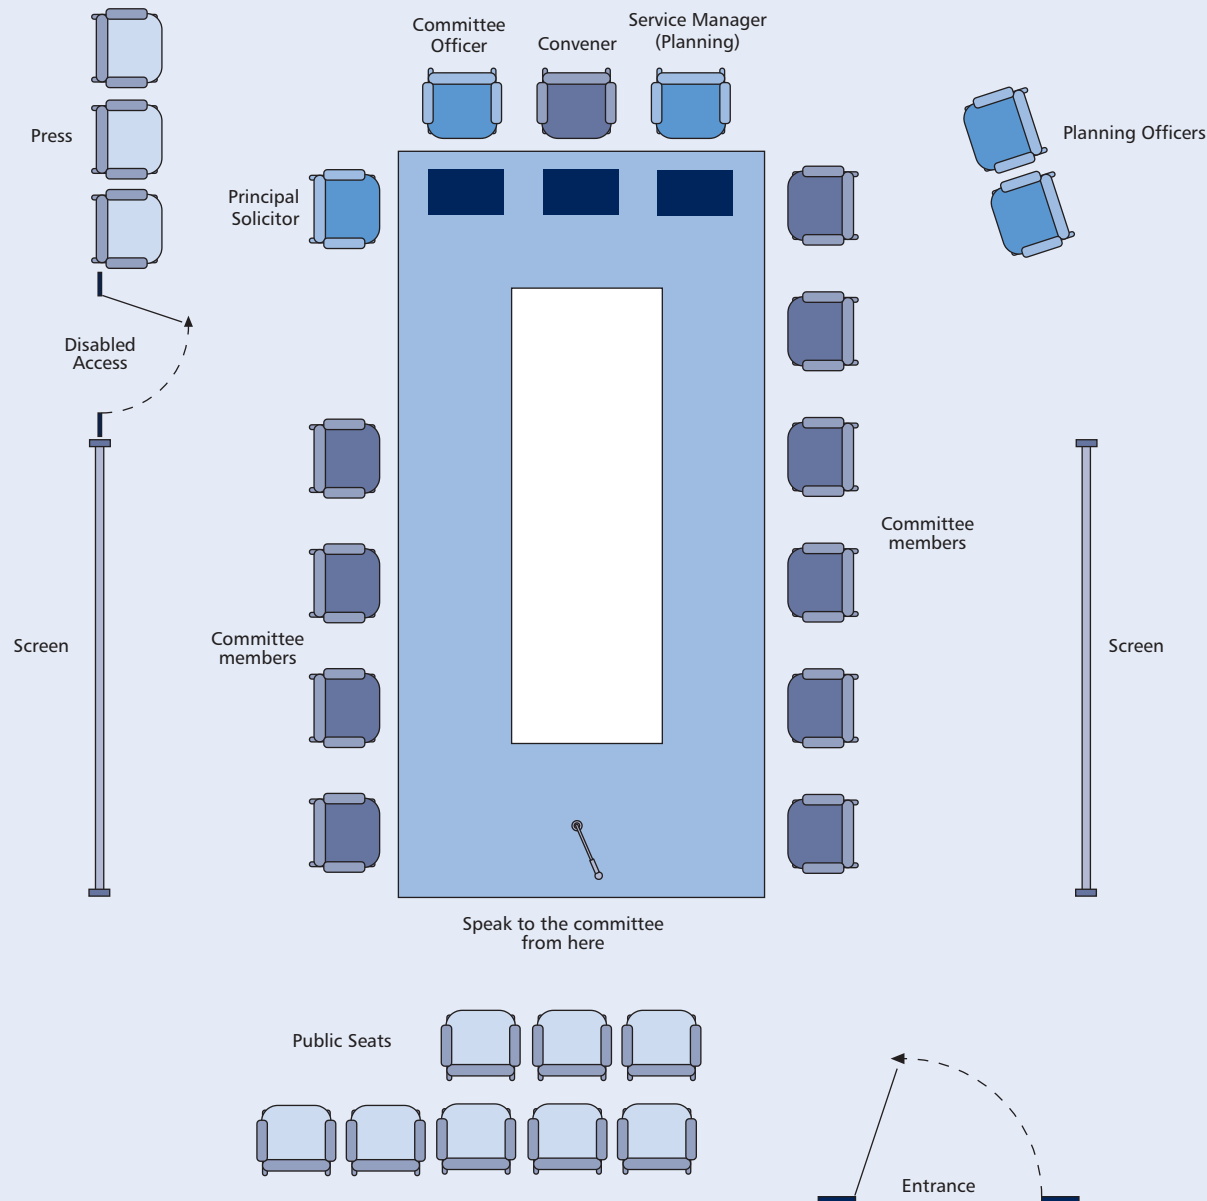 Committee
Officer
Convener
Service Manager
(Planning)
Press
Planning Officers
Principal
Solicitor
Disabled
Access
Committee
members
Screen
Committee
members
Screen
Speak to the committee
from here
Public Seats
Entrance